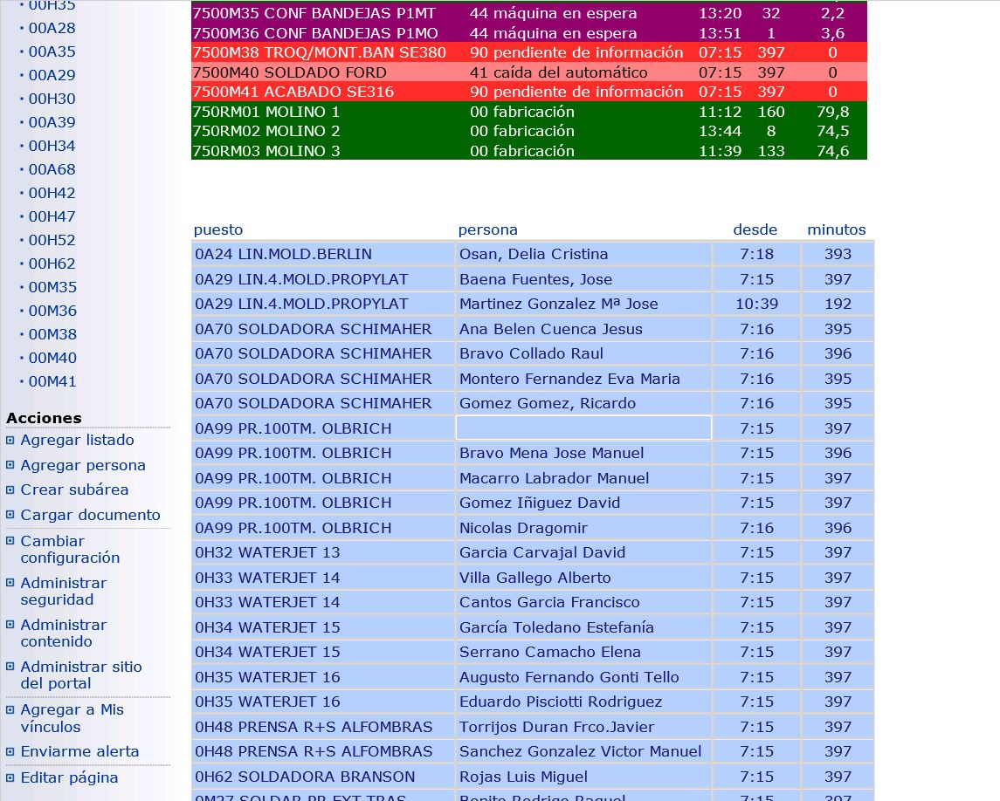 00H35
00A28
00A35
00A29
00H30
00A39
00H34
00A68
00H42
00H47
00H52
00H62
00M35
00M36
00M38
00M40
00M41
Acciones
Agregar listado
Agregar persona
Crear subárea
Cargar documento
Cambiar
configuración
Administrar
seguridad
Administrar
contenido
Administrar sitio
del portal
Agregar a Mis
vínculos
Enviarme alerta
Editar página
7500M35 CONF BANDEJAS P1MT 44 máquina en espera 13:20 32 2,2
7500M36 CONF BANDEJAS P1MO 44 máquina en espera 13:51 1 3,6
7500M38 TROQ/MONT.BAN SE380 90 pendiente de información 07:15 397 0
7500M40 SOLDADO FORD 41 caída del automático 07:15 397 0
7500M41 ACABADO SE316 90 pendiente de información 07:15 397 0
750RM01 MOLINO 1 00 fabricación 11:12 160 79,8
750RM02 MOLINO 2 00 fabricación 13:44 8 74,5
750RM03 MOLINO 3 00 fabricación 11:39 133 74,6
puesto persona desde minutos
0A24 LIN.MOLD.BERLIN Osan, Delia Cristina 7:18 393
0A29 LIN.4.MOLD.PROPYLAT Baena Fuentes, Jose 7:15 397
0A29 LIN.4.MOLD.PROPYLAT Martinez Gonzalez Mª Jose 10:39 192
0A70 SOLDADORA SCHIMAHER Ana Belen Cuenca Jesus 7:16 395
0A70 SOLDADORA SCHIMAHER Bravo Collado Raul 7:16 396
0A70 SOLDADORA SCHIMAHER Montero Fernandez Eva Maria 7:16 395
0A70 SOLDADORA SCHIMAHER Gomez Gomez, Ricardo 7:16 395
0A99 PR.100TM. OLBRICH 7:15 397
0A99 PR.100TM. OLBRICH Bravo Mena Jose Manuel 7:15 396
0A99 PR.100TM. OLBRICH Macarro Labrador Manuel 7:15 397
0A99 PR.100TM. OLBRICH Gomez Iñiguez David 7:15 397
0A99 PR.100TM. OLBRICH Nicolas Dragomir 7:16 396
0H32 WATERJET 13 Garcia Carvajal David 7:15 397
0H33 WATERJET 14 Villa Gallego Alberto 7:15 397
0H33 WATERJET 14 Cantos Garcia Francisco 7:15 397
0H34 WATERJET 15 García Toledano Estefanía 7:15 397
0H34 WATERJET 15 Serrano Camacho Elena 7:15 397
0H35 WATERJET 16 Augusto Fernando Gonti Tello 7:15 397
0H35 WATERJET 16 Eduardo Pisciotti Rodriguez 7:15 397
0H48 PRENSA R+S ALFOMBRAS Torrijos Duran Frco.Javier 7:15 397
0H48 PRENSA R+S ALFOMBRAS Sanchez Gonzalez Victor Manuel 7:15 397
0H62 SOLDADORA BRANSON Rojas Luis Miguel 7:15 397
0M27 SOLDAR PR.EXT.TRAS. Benito Rodrigo Raquel 7:15 397